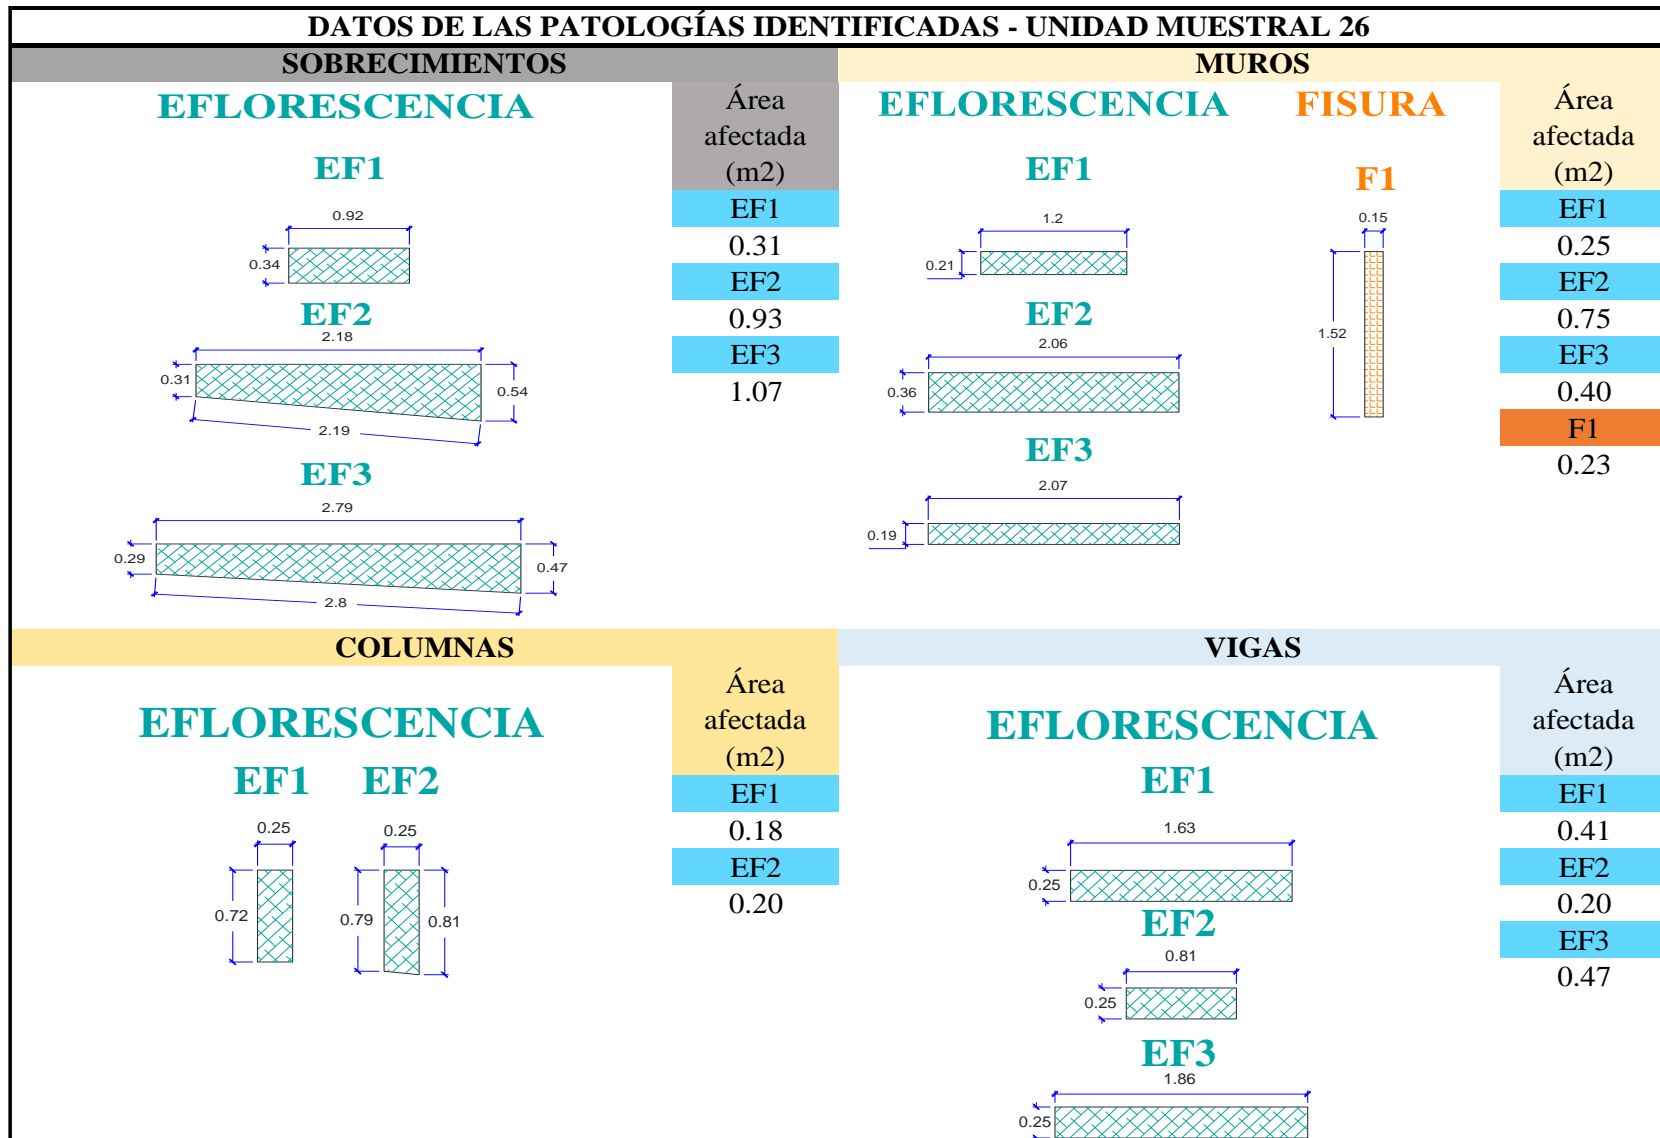 DATOS DE LAS PATOLOGÍAS IDENTIFICADAS - UNIDAD MUESTRAL 26
SOBRECIMIENTOS
EFLORESCENCIA
Área
afectada
(m2)
EF1
0.92
0.34
EF2
2.18
0.31
0.54
2.19
EF3
2.79
0.29
0.47
2.8
EF1
0.31
EF2
0.93
EF3
1.07
MUROS
EFLORESCENCIA
FISURA
Área
afectada
(m2)
EF1
1.2
0.21
EF2
2.06
0.36
EF3
2.07
0.19
F1
0.15
1.52
EF1
0.25
EF2
0.75
EF3
0.40
F1
0.23
COLUMNAS
EFLORESCENCIA
Área
afectada
(m2)
EF1 EF2
0.25 0.25
0.72 0.79 0.81
EF1
0.18
EF2
0.20
VIGAS
EFLORESCENCIA
Área
afectada
(m2)
EF1
1.63
0.25
EF2
0.81
0.25
EF3
1.86
0.25
EF1
0.41
EF2
0.20
EF3
0.47